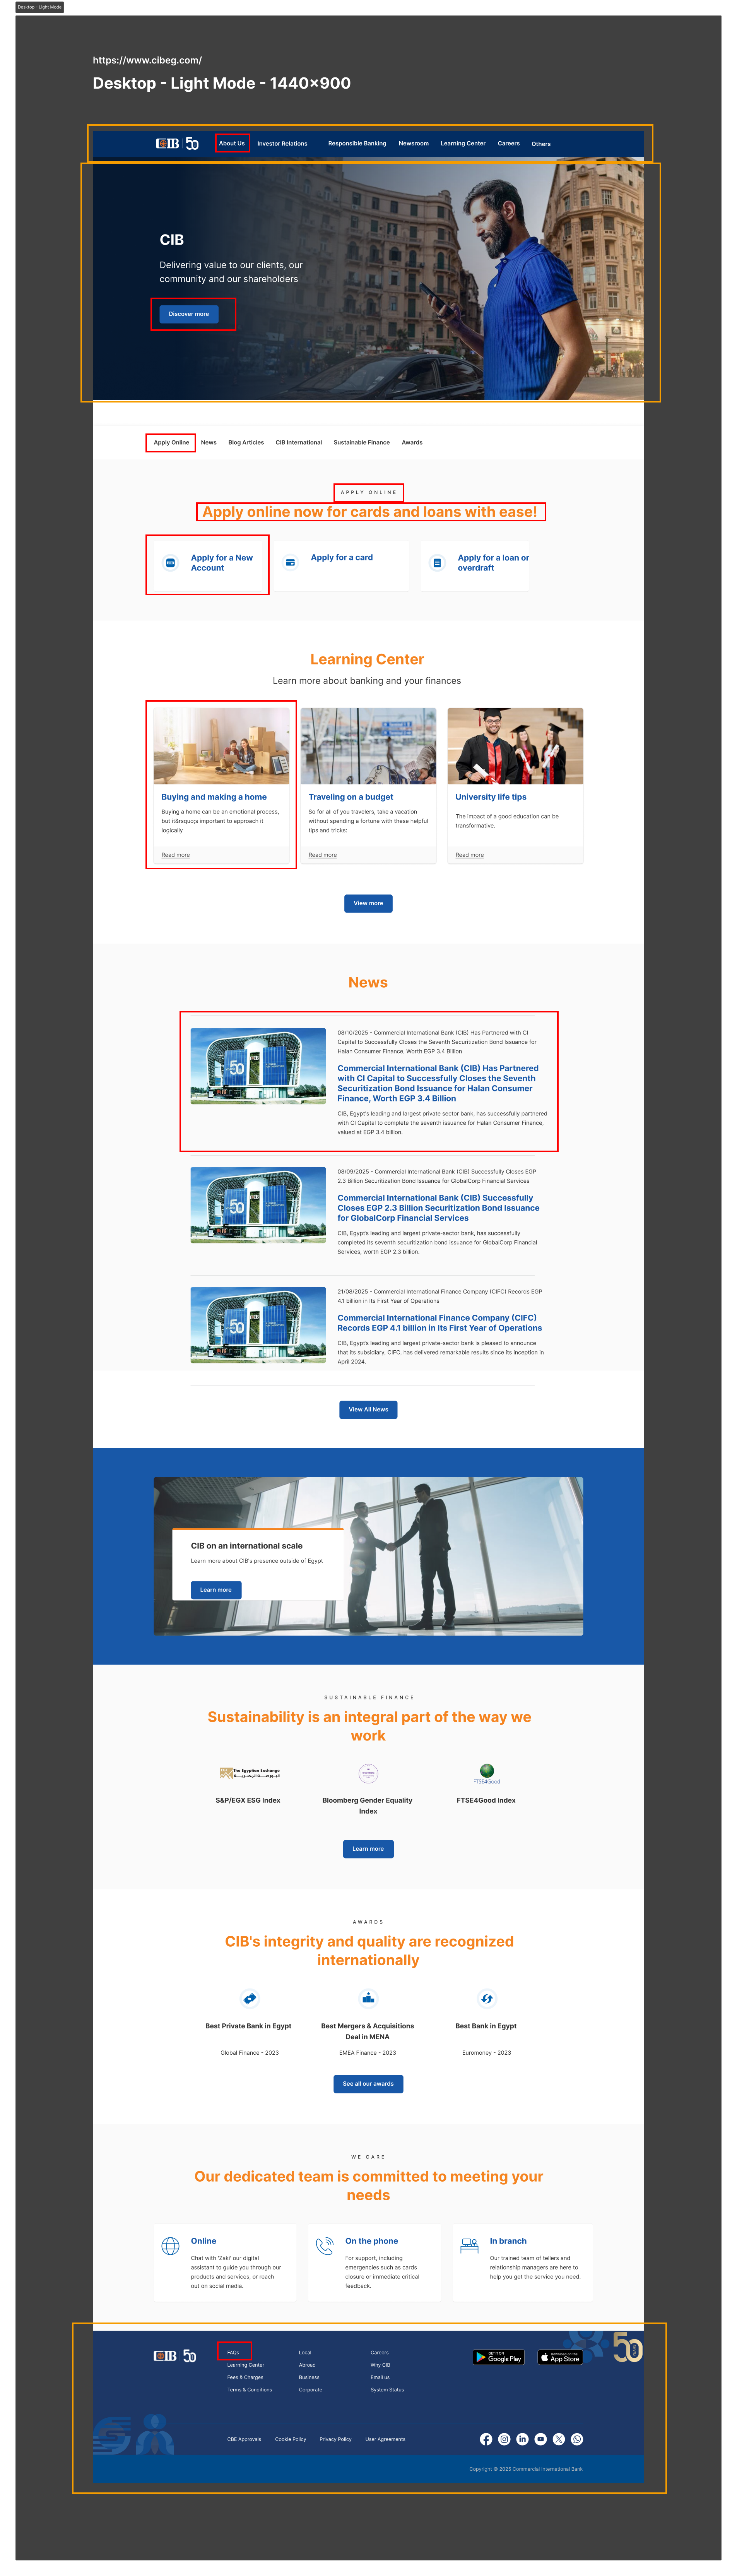 Desktop - Light Mode
https://www.cibeg.com/
Desktop - Light Mode - 1440x900
CIB 50 About Us Investor Relations Responsible Banking Newsroom Learning Center Careers Others
CIB
Delivering value to our clients, our
community and our shareholders
Discover more
Apply Online News Blog Articles CIB International Sustainable Finance Awards
APPLY ONLINE
Apply online now for cards and loans with ease!
Apply for a New
Account
Apply for a card
Apply for a loan or
overdraft
Learning Center
Learn more about banking and your finances
Buying and making a home
Buying a home can be an emotional process,
but it&rsquo;s important to approach it
logically
Read more
Traveling on a budget
So for all of you travelers, take a vacation
without spending a fortune with these helpful
tips and tricks:
Read more
University life tips
The impact of a good education can be
transformative.
Read more
View more
News
50
08/10/2025 - Commercial International Bank (CIB) Has Partnered with CI
Capital to Successfully Closes the Seventh Securitization Bond Issuance for
Halan Consumer Finance, Worth EGP 3.4 Billion
Commercial International Bank (CIB) Has Partnered
with CI Capital to Successfully Closes the Seventh
Securitization Bond Issuance for Halan Consumer
Finance, Worth EGP 3.4 Billion
CIB, Egypt's leading and largest private sector bank, has successfully partnered
with CI Capital to complete the seventh issuance for Halan Consumer Finance,
valued at EGP 3.4 billion.
50
08/09/2025 - Commercial International Bank (CIB) Successfully Closes EGP
2.3 Billion Securitization Bond Issuance for GlobalCorp Financial Services
Commercial International Bank (CIB) Successfully
Closes EGP 2.3 Billion Securitization Bond Issuance
for GlobalCorp Financial Services
CIB, Egypt's leading and largest private-sector bank, has successfully
completed its seventh securitization bond issuance for GlobalCorp Financial
Services, worth EGP 2.3 billion.
50
21/08/2025 - Commercial International Finance Company (CIFC) Records EGP
4.1 billion in Its First Year of Operations
Commercial International Finance Company (CIFC)
Records EGP 4.1 billion in Its First Year of Operations
CIB, Egypt's leading and largest private-sector bank is pleased to announce
that its subsidiary, CIFC, has delivered remarkable results since its inception in
April 2024.
View All News
CIB on an international scale
Learn more about CIB's presence outside of Egypt
Learn more
SUSTAINABLE FINANCE
Sustainability is an integral part of the way we
work
The Egyptian Exchange
البورصة المصرية
S&P/EGX ESG Index
Bloomberg Gender Equality
Index
FTSE4Good
FTSE4Good Index
Learn more
AWARDS
CIB's integrity and quality are recognized
internationally
Best Private Bank in Egypt
Global Finance - 2023
Best Mergers & Acquisitions
Deal in MENA
EMEA Finance - 2023
Best Bank in Egypt
Euromoney - 2023
See all our awards
WE CARE
Our dedicated team is committed to meeting your
needs
Online
Chat with 'Zaki' our digital
assistant to guide you through our
products and services, or reach
out on social media.
On the phone
For support, including
emergencies such as cards
closure or immediate critical
feedback.
In branch
Our trained team of tellers and
relationship managers are here to
help you get the service you need.
CIB 50
FAQs
Learning Center
Fees & Charges
Terms & Conditions
Local
Abroad
Business
Corporate
Careers
Why CIB
Email us
System Status
GET IT ON
Google Play
Download on the
App Store
50
CBE Approvals Cookie Policy Privacy Policy User Agreements
Copyright © 2025 Commercial International Bank